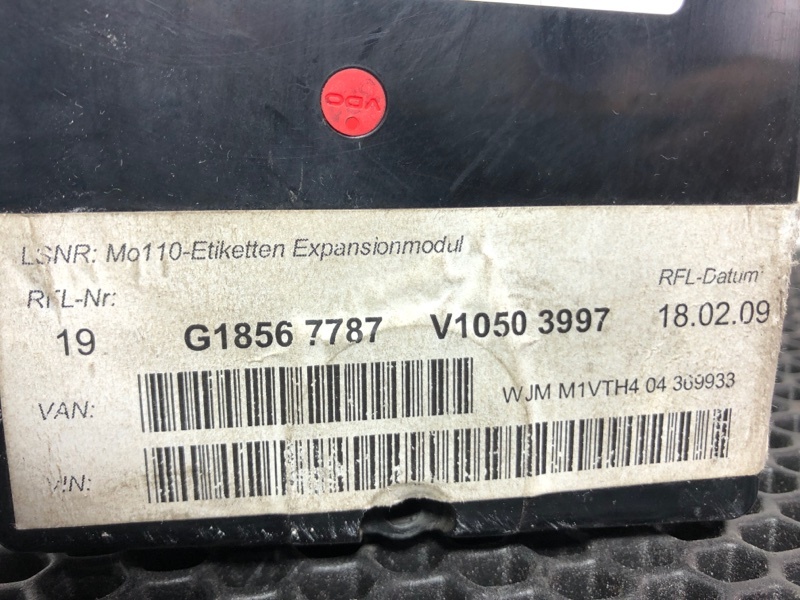 VDO
LSNR: Mo110-Etiketten Expansionmodul
RFL-Nr: RFL-Datum
19 G1856 7787 V1050 3997 18.02.09
VAN: WJM M1VTH4 04 369933
VIN: